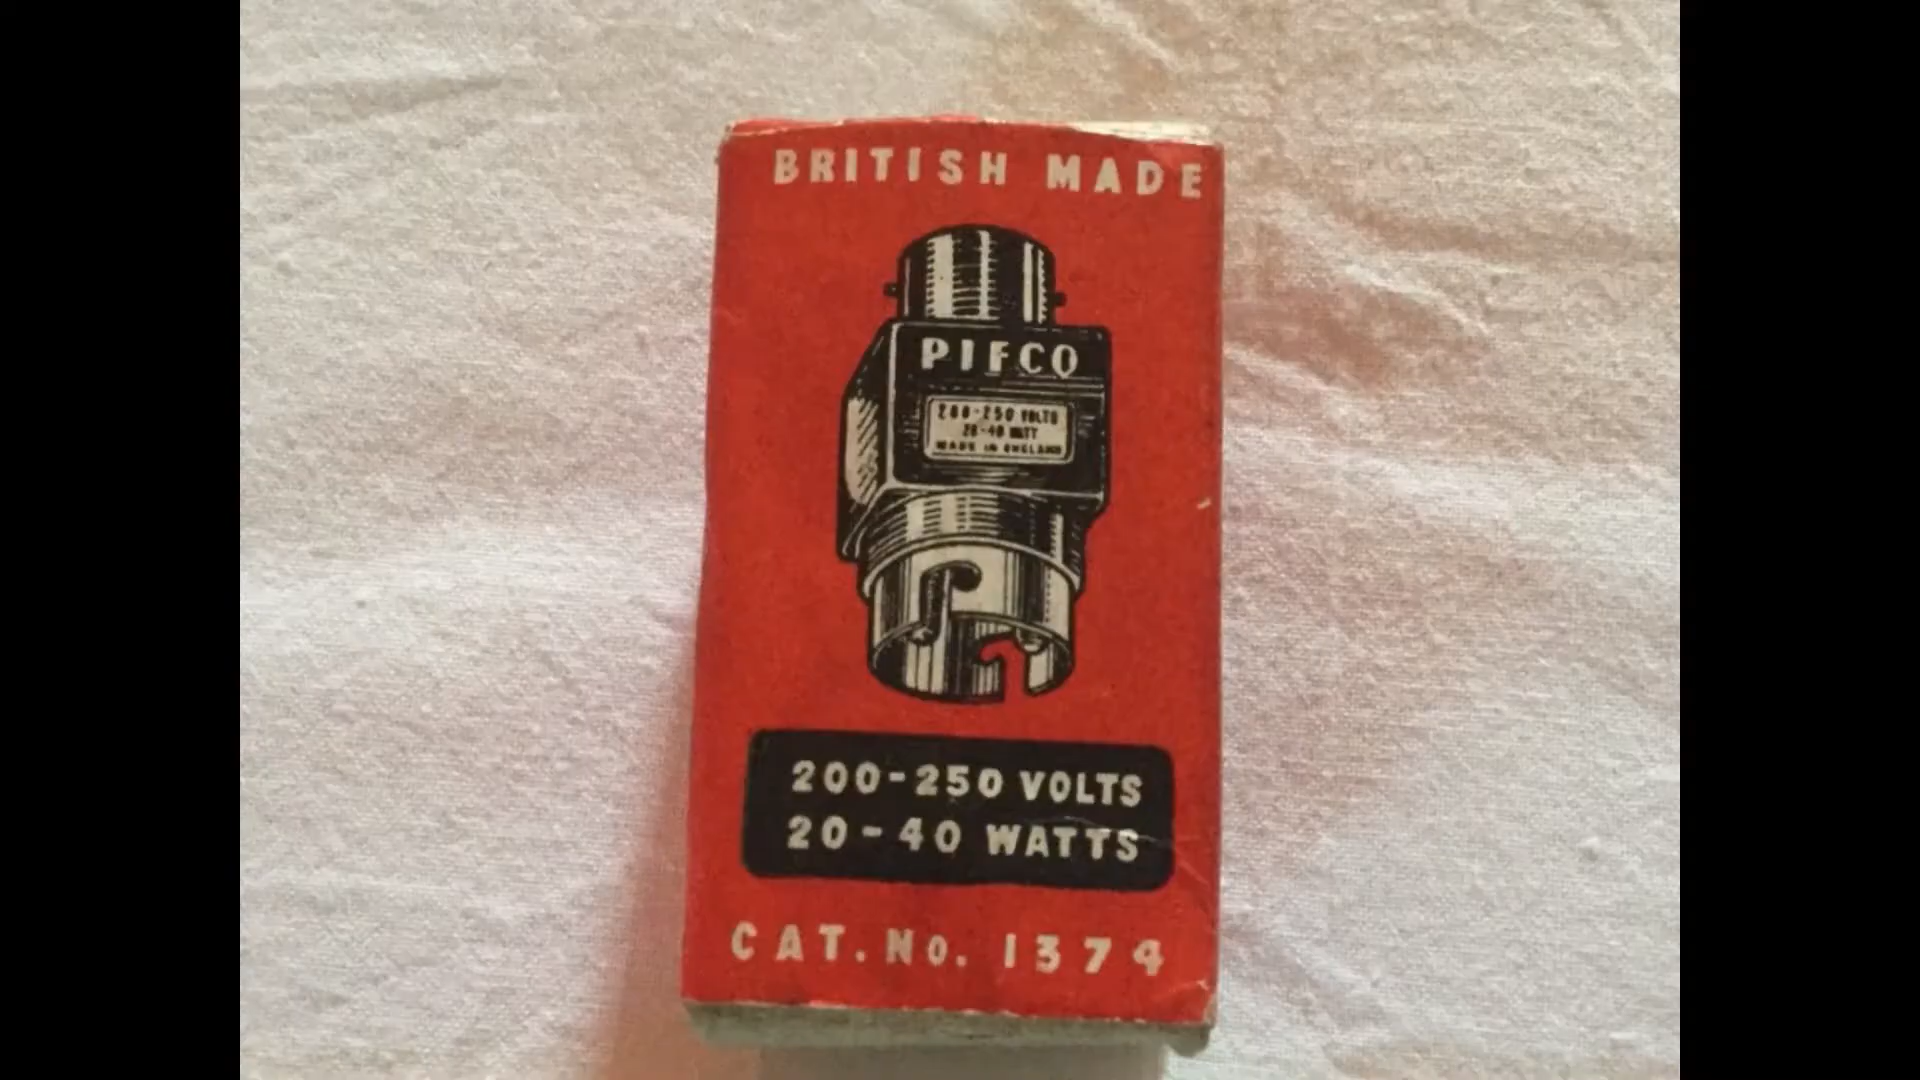 BRITISH MADE
PIFCO
200-250 VOLTS
20-40 WATT
MADE IN ENGLAND
200-250 VOLTS
20-40 WATTS
CAT. No. 1374